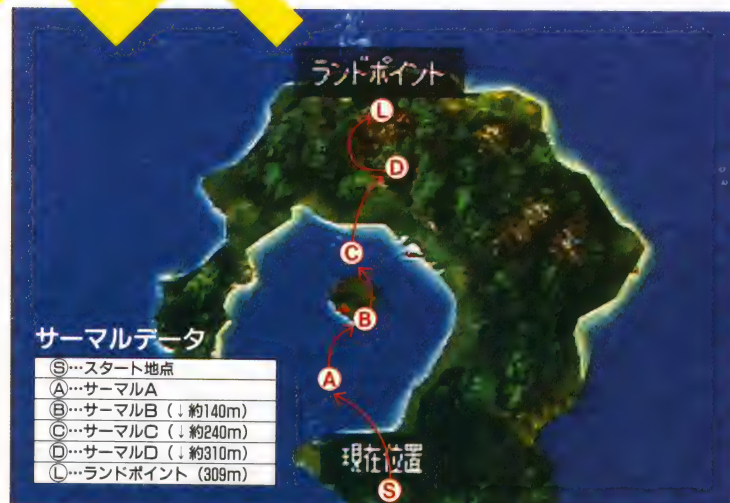 ランドポイント
L
D
C
B
A
現在位置
S
サーマルデータ
Ⓢ…スタート地点
Ⓐ…サーマルA
Ⓑ…サーマルB（↓約140m）
Ⓒ…サーマルC（↓約240m）
Ⓓ…サーマルD（↓約310m）
Ⓛ…ランドポイント（309m）